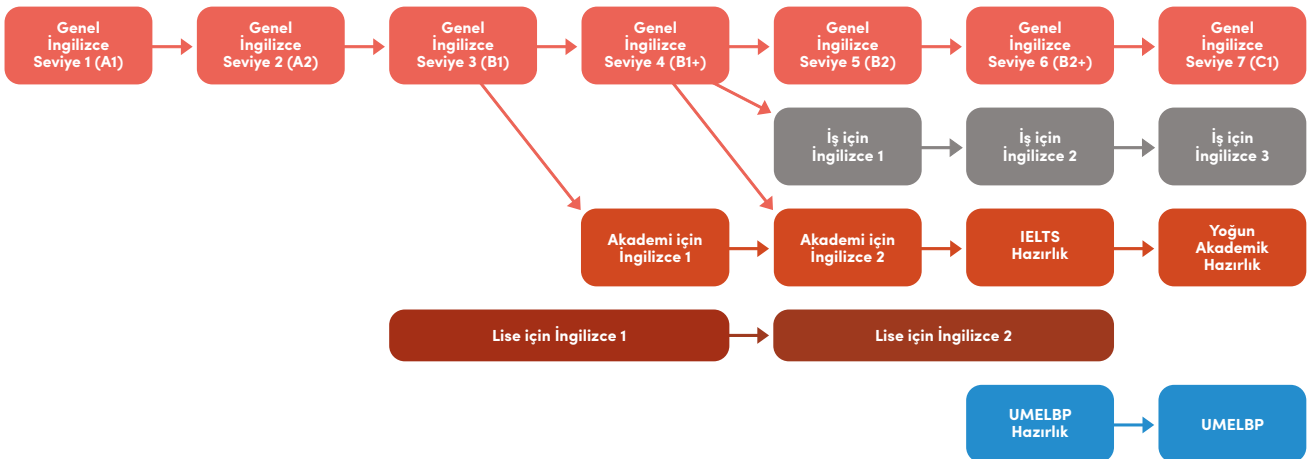 Genel
İngilizce
Seviye 1 (A1)
Genel
İngilizce
Seviye 2 (A2)
Genel
İngilizce
Seviye 3 (B1)
Genel
İngilizce
Seviye 4 (B1+)
Genel
İngilizce
Seviye 5 (B2)
Genel
İngilizce
Seviye 6 (B2+)
Genel
İngilizce
Seviye 7 (C1)
İş için
İngilizce 1
İş için
İngilizce 2
İş için
İngilizce 3
Akademi için
İngilizce 1
Akademi için
İngilizce 2
IELTS
Hazırlık
Yoğun
Akademik
Hazırlık
Lise için İngilizce 1
Lise için İngilizce 2
UMELBP
Hazırlık
UMELBP